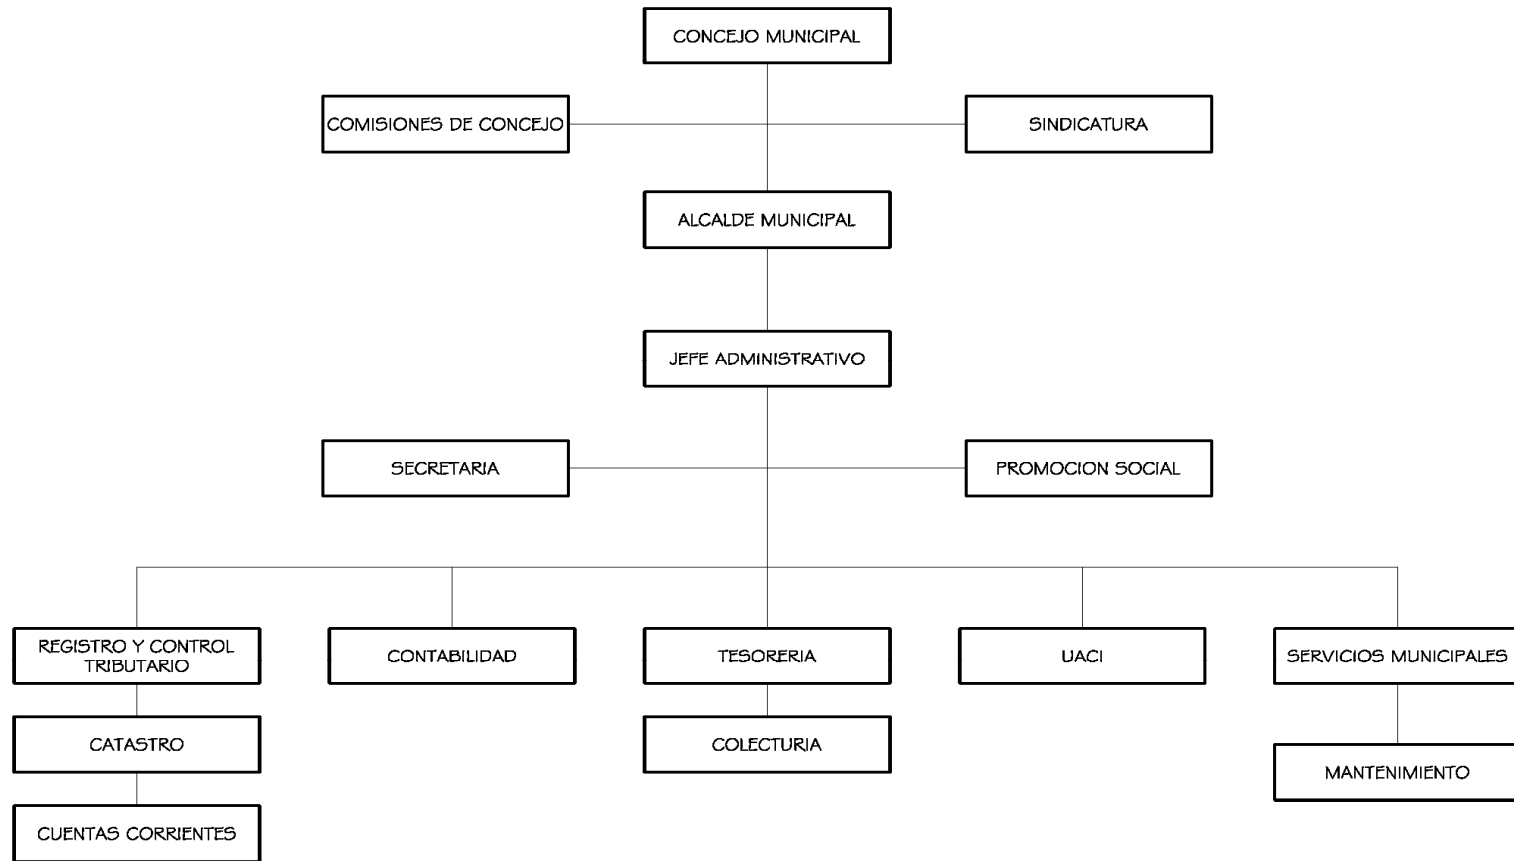 CONCEJO MUNICIPAL
COMISIONES DE CONCEJO
SINDICATURA
ALCALDE MUNICIPAL
JEFE ADMINISTRATIVO
SECRETARIA
PROMOCION SOCIAL
REGISTRO Y CONTROL
TRIBUTARIO
CONTABILIDAD
TESORERIA
UACI
SERVICIOS MUNICIPALES
CATASTRO
COLECTURIA
MANTENIMIENTO
CUENTAS CORRIENTES